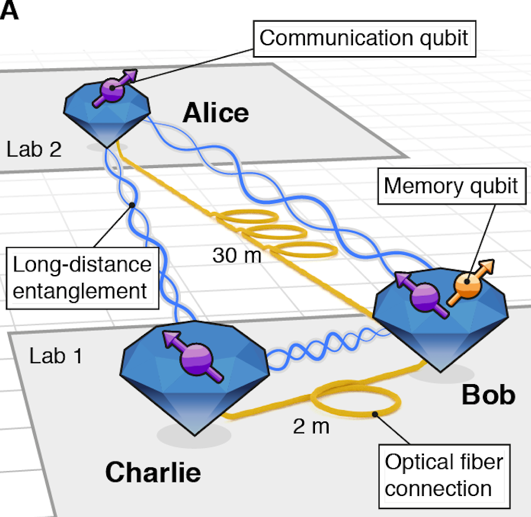 A
Communication qubit
Alice
Lab 2
Memory qubit
30 m
Long-distance
entanglement
Lab 1
Bob
2 m
Charlie
Optical fiber
connection